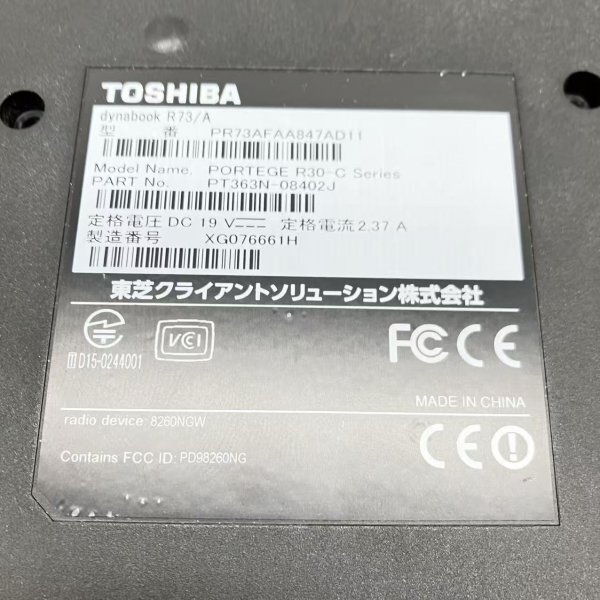 TOSHIBA
dynabook R73/A
型 番 PR73AFAA847AD11
Model Name. PORTEGE R30-C Series
PART No. PT363N-08402J
定格電圧 DC 19 V⎓ 定格電流2.37 A
製造番号 XG076661H
東芝クライアントソリューション株式会社
D15-0244001
VCI
FC CE
MADE IN CHINA
radio device: 8260NGW
Contains FCC ID: PD98260NG
CE